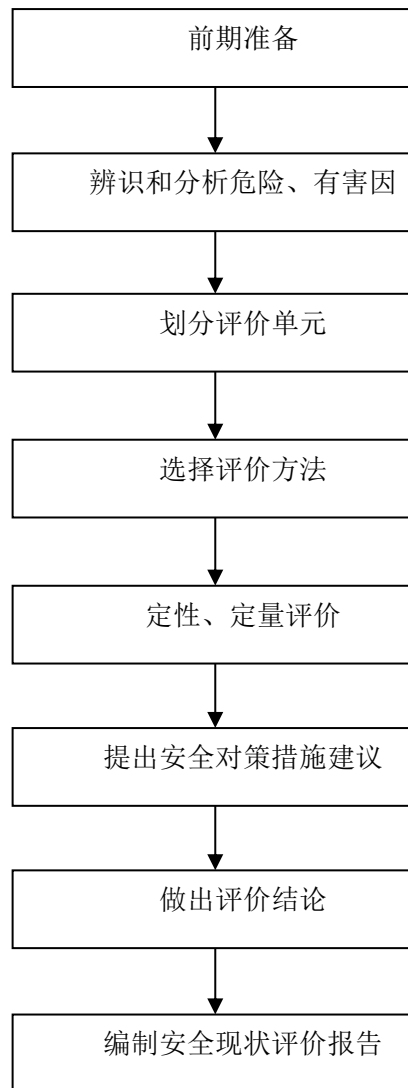 前期准备
辨识和分析危险、有害因
划分评价单元
选择评价方法
定性、定量评价
提出安全对策措施建议
做出评价结论
编制安全现状评价报告